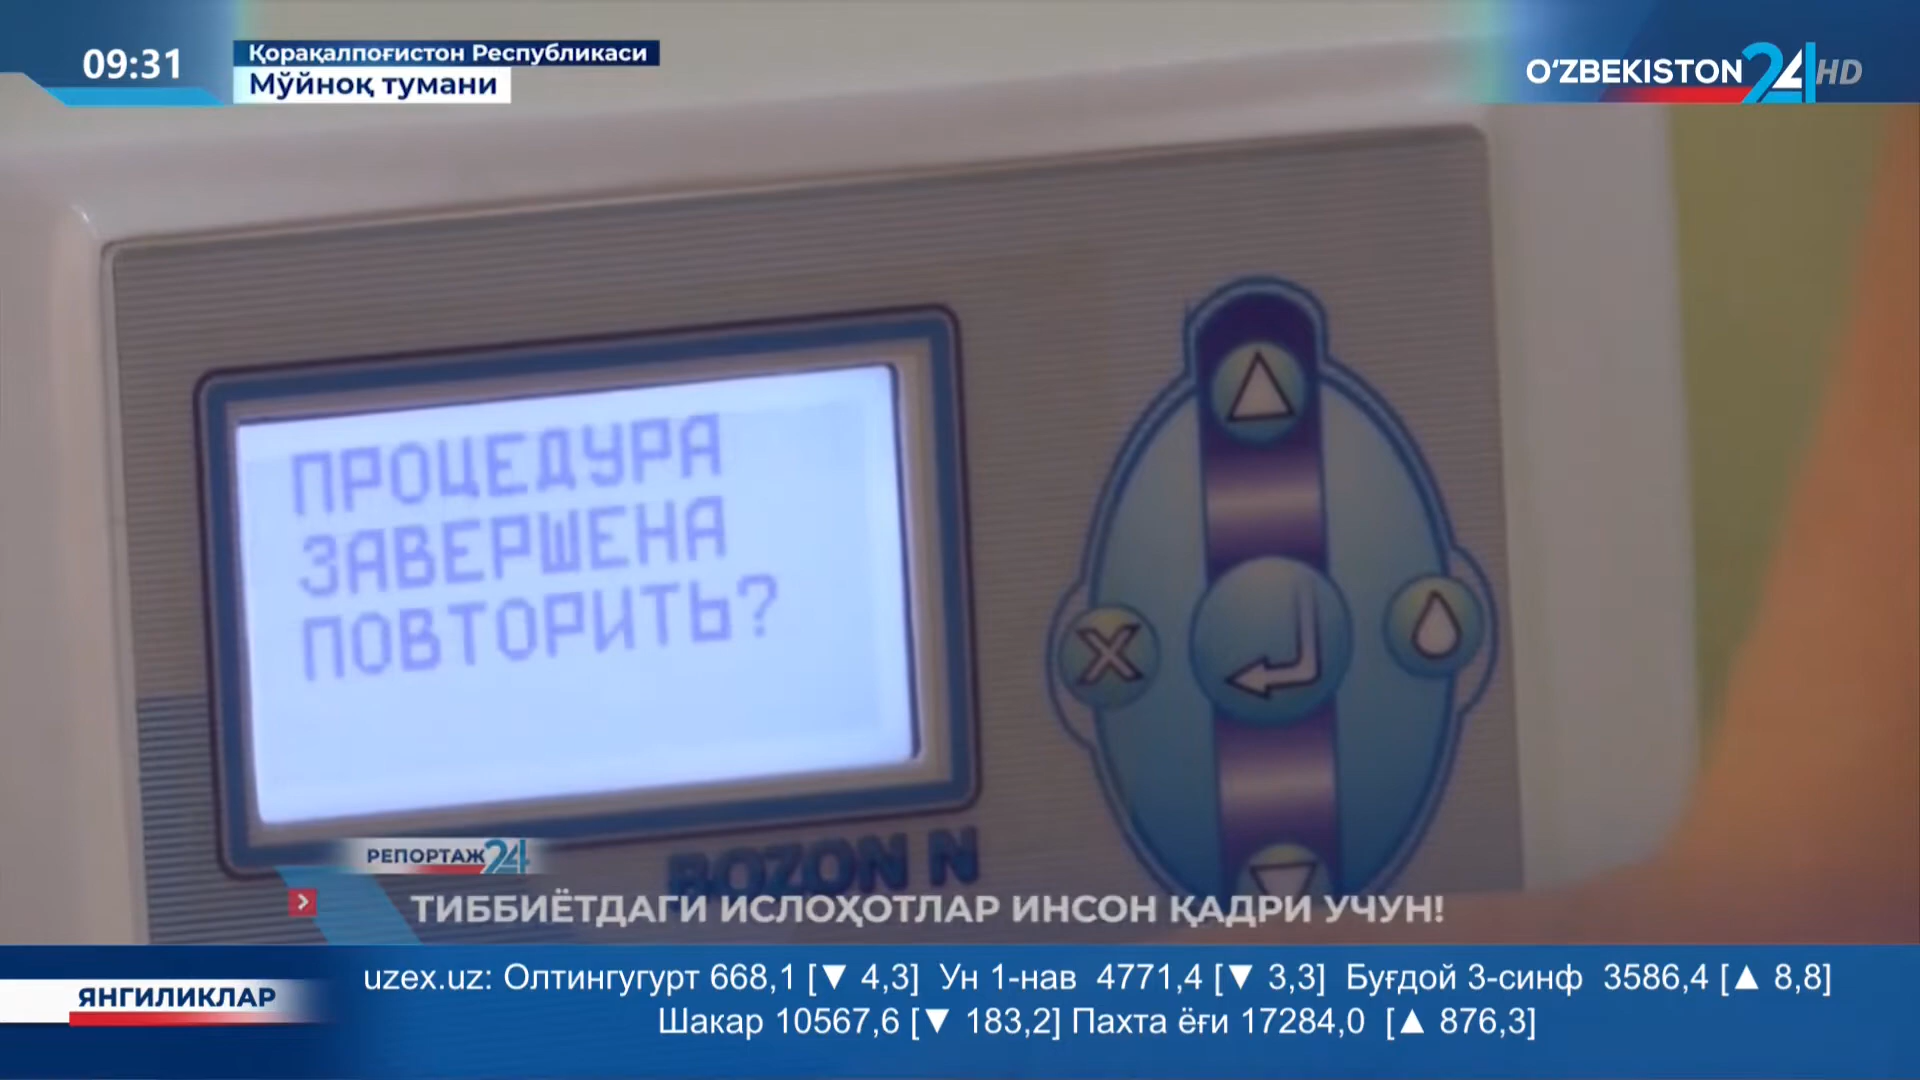 09:31
Қорақалпоғистон Республикаси
Мўйноқ тумани
O'ZBEKISTON 24 HD
ПРОЦЕДУРА
ЗАВЕРШЕНА
ПОВТОРИТЬ?
BOZON N
РЕПОРТАЖ 24
ТИББИЁТДАГИ ИСЛОҲОТЛАР ИНСОН ҚАДРИ УЧУН!
ЯНГИЛИКЛАР
uzex.uz: Олтингугурт 668,1 [▼ 4,3] Ун 1-нав 4771,4 [▼ 3,3] Буғдой 3-синф 3586,4 [▲ 8,8]
Шакар 10567,6 [▼ 183,2] Пахта ёғи 17284,0 [▲ 876,3]